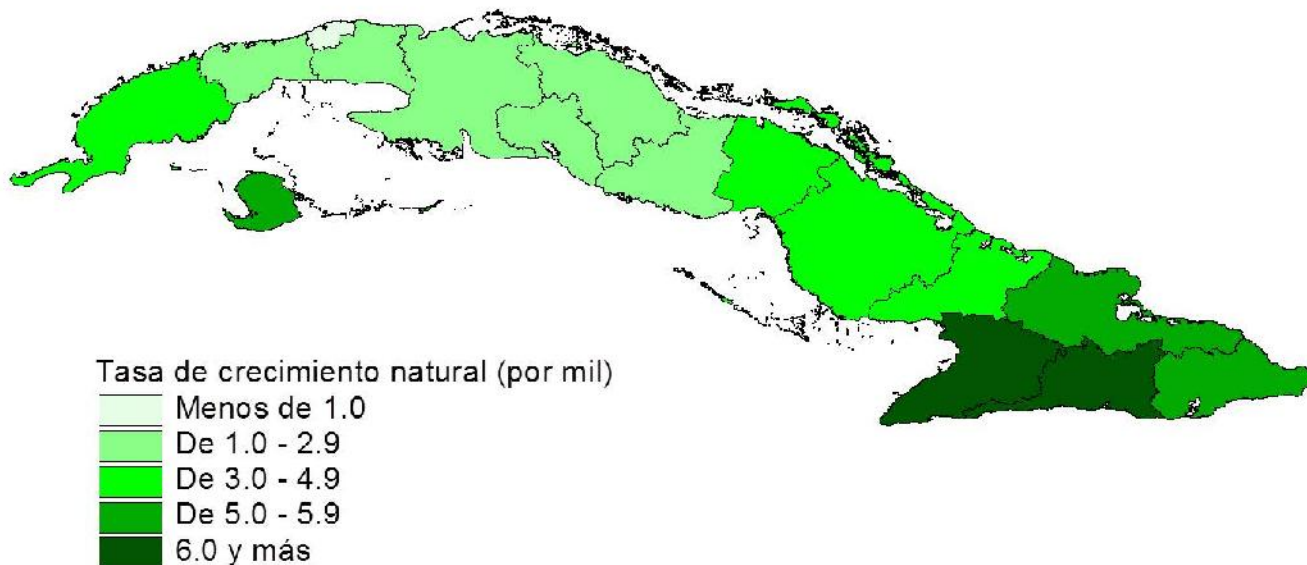 Tasa de crecimiento natural (por mil)
Menos de 1.0
De 1.0 - 2.9
De 3.0 - 4.9
De 5.0 - 5.9
6.0 y más